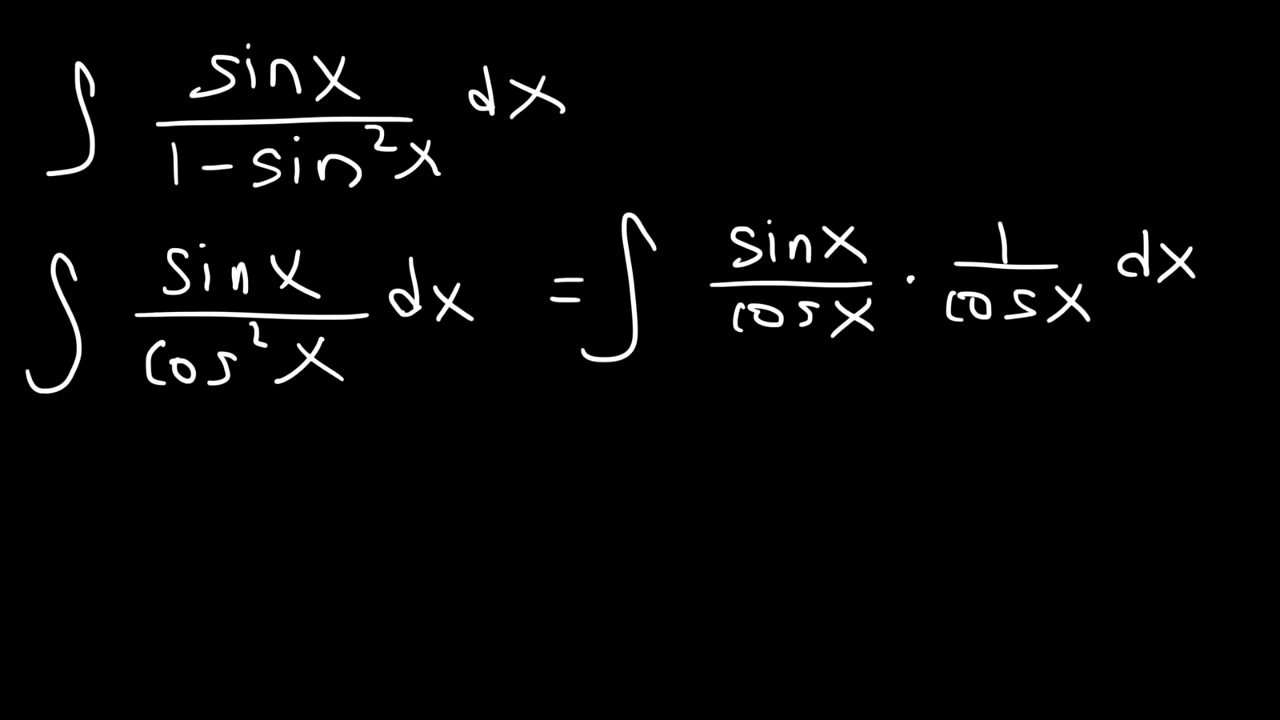 ∫ sinx / 1-sin²x dx
∫ sinx / cos²x dx = ∫ sinx / cosx · 1 / cosx dx